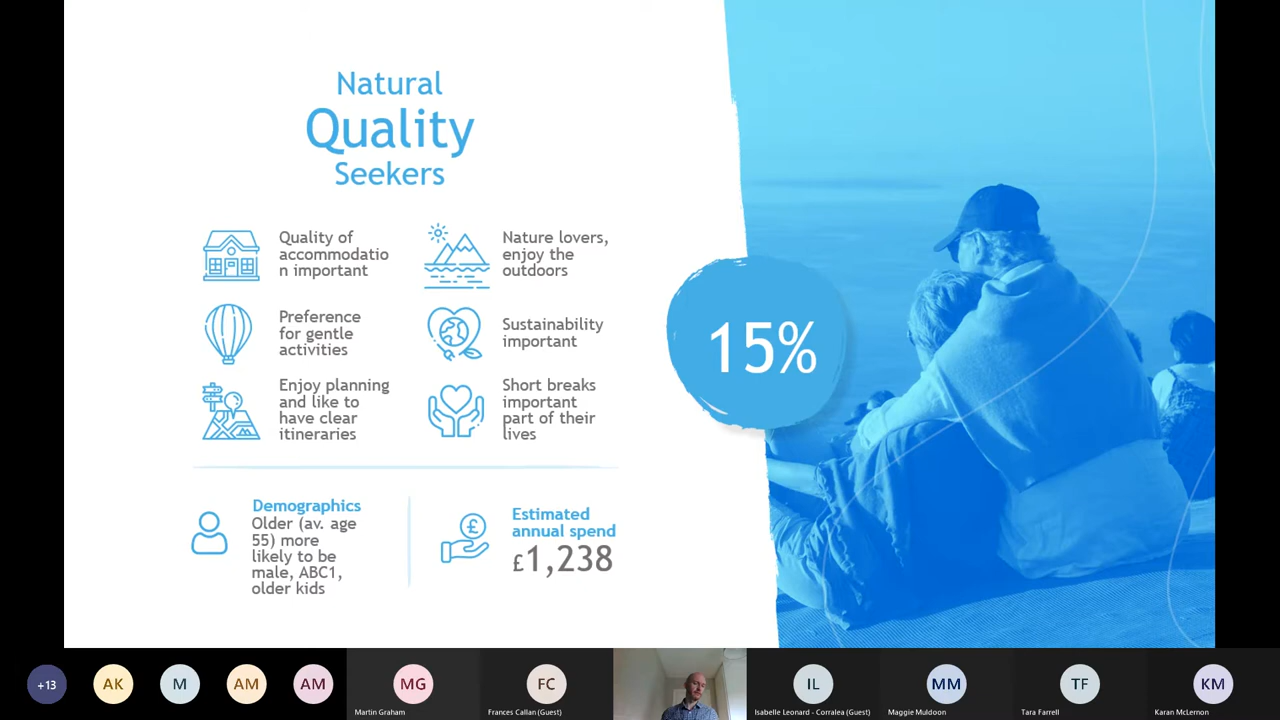 Natural
Quality
Seekers
Quality of
accommodatio
n important
Nature lovers,
enjoy the
outdoors
Preference
for gentle
activities
Sustainability
important
Enjoy planning
and like to
have clear
itineraries
Short breaks
important
part of their
lives
15%
Demographics
Older (av. age
55) more
likely to be
male, ABC1,
older kids
Estimated
annual spend
£1,238
+13
AK
M
AM
AM
MG
Martin Graham
FC
Frances Callan (Guest)
IL
Isabelle Leonard - Corralea (Guest)
MM
Maggie Muldoon
TF
Tara Farrell
KM
Karan McLernon